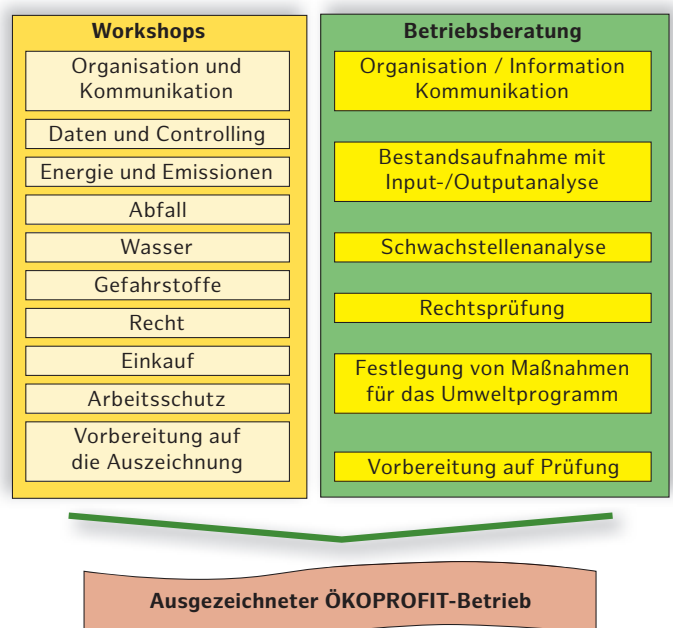 Workshops
Organisation und
Kommunikation
Daten und Controlling
Energie und Emissionen
Abfall
Wasser
Gefahrstoffe
Recht
Einkauf
Arbeitsschutz
Vorbereitung auf
die Auszeichnung
Betriebsberatung
Organisation / Information
Kommunikation
Bestandsaufnahme mit
Input-/Outputanalyse
Schwachstellenanalyse
Rechtsprüfung
Festlegung von Maßnahmen
für das Umweltprogramm
Vorbereitung auf Prüfung
Ausgezeichneter ÖKOPROFIT-Betrieb